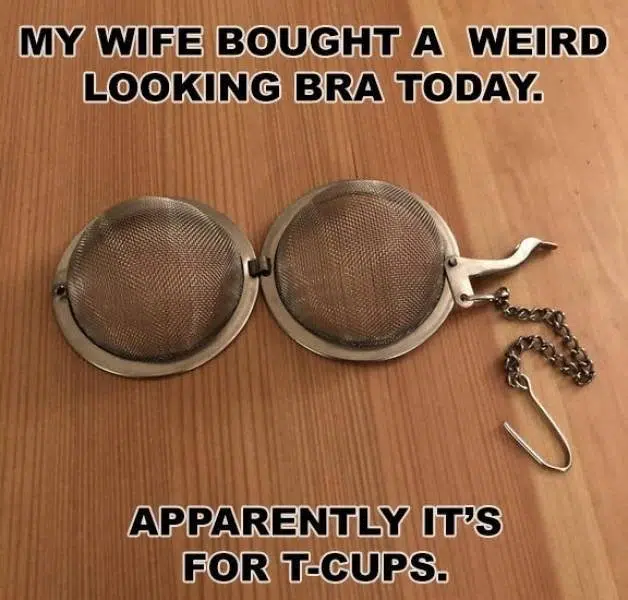 MY WIFE BOUGHT A WEIRD
LOOKING BRA TODAY.
APPARENTLY IT'S
FOR T-CUPS.